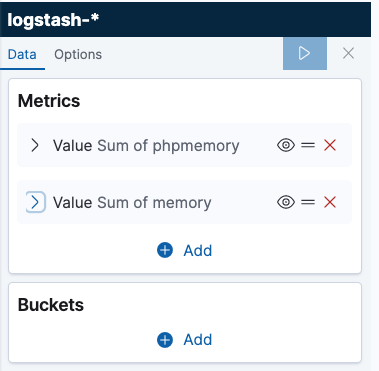 logstash-*
Data Options
Metrics
Value Sum of phpmemory
Value Sum of memory
Add
Buckets
Add